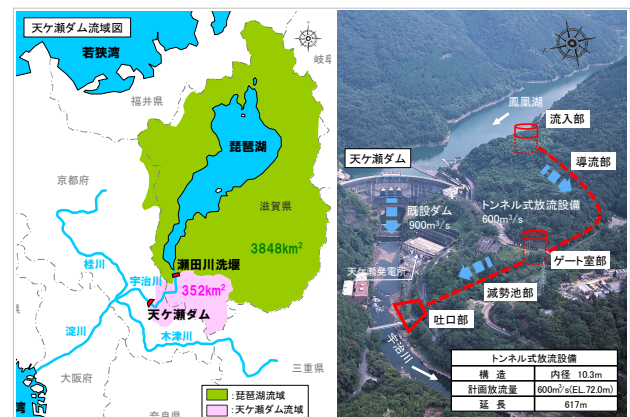 天ケ瀬ダム流域図
若狭湾
岐阜
福井県
琵琶湖
京都府
滋賀県
3848km²
桂川
瀬田川洗堰
宇治川
352km²
天ケ瀬ダム
淀川
木津川
大阪府
三重県
奈良県
湾
:琵琶湖流域
:天ケ瀬ダム流域
鳳凰湖
流入部
天ケ瀬ダム
導流部
既設ダム
900m³/s
トンネル式放流設備
600m³/s
ゲート室部
天ケ瀬発電所
減勢池部
吐口部
宇治川
トンネル式放流設備
構 造 内径 10.3m
計画放流量 600m³/s(EL.72.0m)
延 長 617m